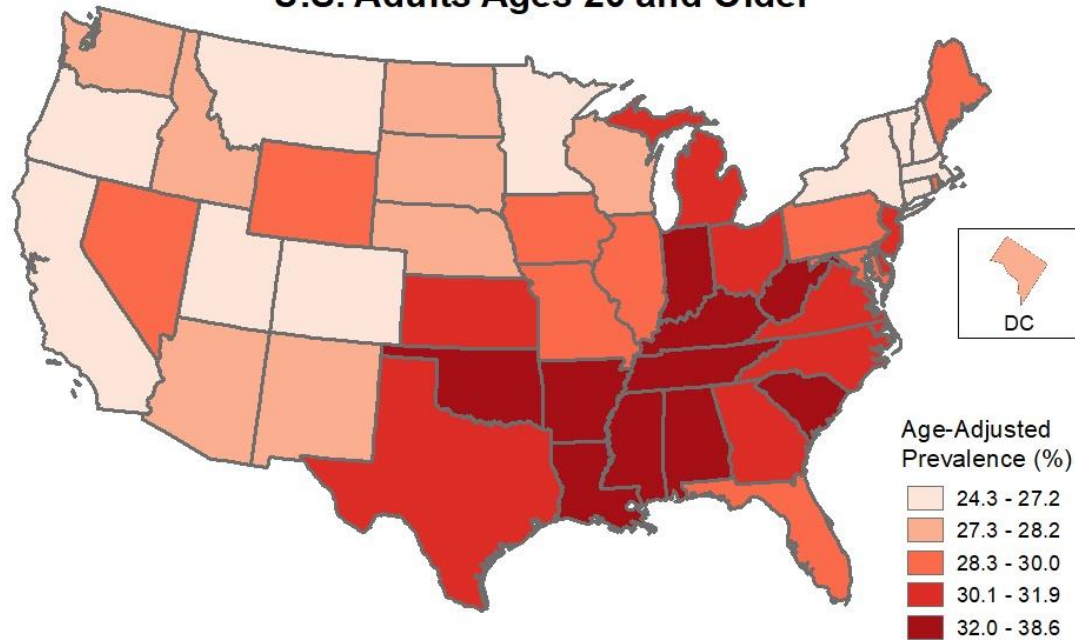 U.S. Adults Ages 20 and Older
DC
Age-Adjusted
Prevalence (%)
24.3 - 27.2
27.3 - 28.2
28.3 - 30.0
30.1 - 31.9
32.0 - 38.6